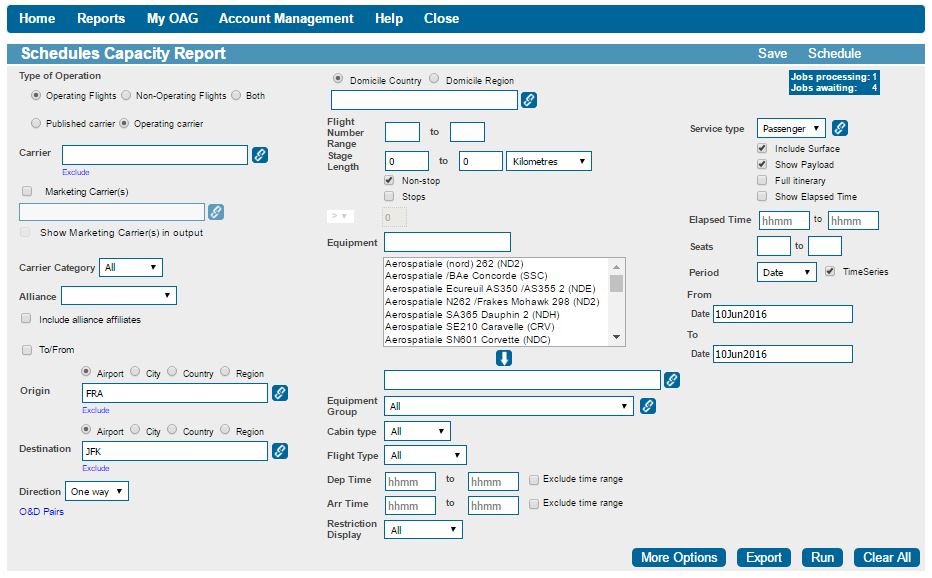 Home Reports My OAG Account Management Help Close
Schedules Capacity Report Save Schedule
Type of Operation
Operating Flights Non-Operating Flights Both
Published carrier Operating carrier
Carrier
Exclude
Marketing Carrier(s)
Show Marketing Carrier(s) in output
Carrier Category All
Alliance
Include alliance affiliates
To/From
Airport City Country Region
Origin FRA
Exclude
Airport City Country Region
Destination JFK
Exclude
Direction One way
O&D Pairs
Domicile Country Domicile Region
Flight
Number
Range to
Stage
Length 0 to 0 Kilometres
Non-stop
Stops
> 0
Equipment
Aerospatiale (nord) 262 (ND2)
Aerospatiale /BAe Concorde (SSC)
Aerospatiale Ecureuil AS350 /AS355 2 (NDE)
Aerospatiale N262 /Frakes Mohawk 298 (ND2)
Aerospatiale SA365 Dauphin 2 (NDH)
Aerospatiale SE210 Caravelle (CRV)
Aerospatiale SN601 Corvette (NDC)
Equipment
Group All
Cabin type All
Flight Type All
Dep Time hhmm to hhmm Exclude time range
Arr Time hhmm to hhmm Exclude time range
Restriction
Display All
Jobs processing: 1
Jobs awaiting: 4
Service type Passenger
Include Surface
Show Payload
Full itinerary
Show Elapsed Time
Elapsed Time hhmm to hhmm
Seats to
Period Date TimeSeries
From
Date 10Jun2016
To
Date 10Jun2016
More Options Export Run Clear All